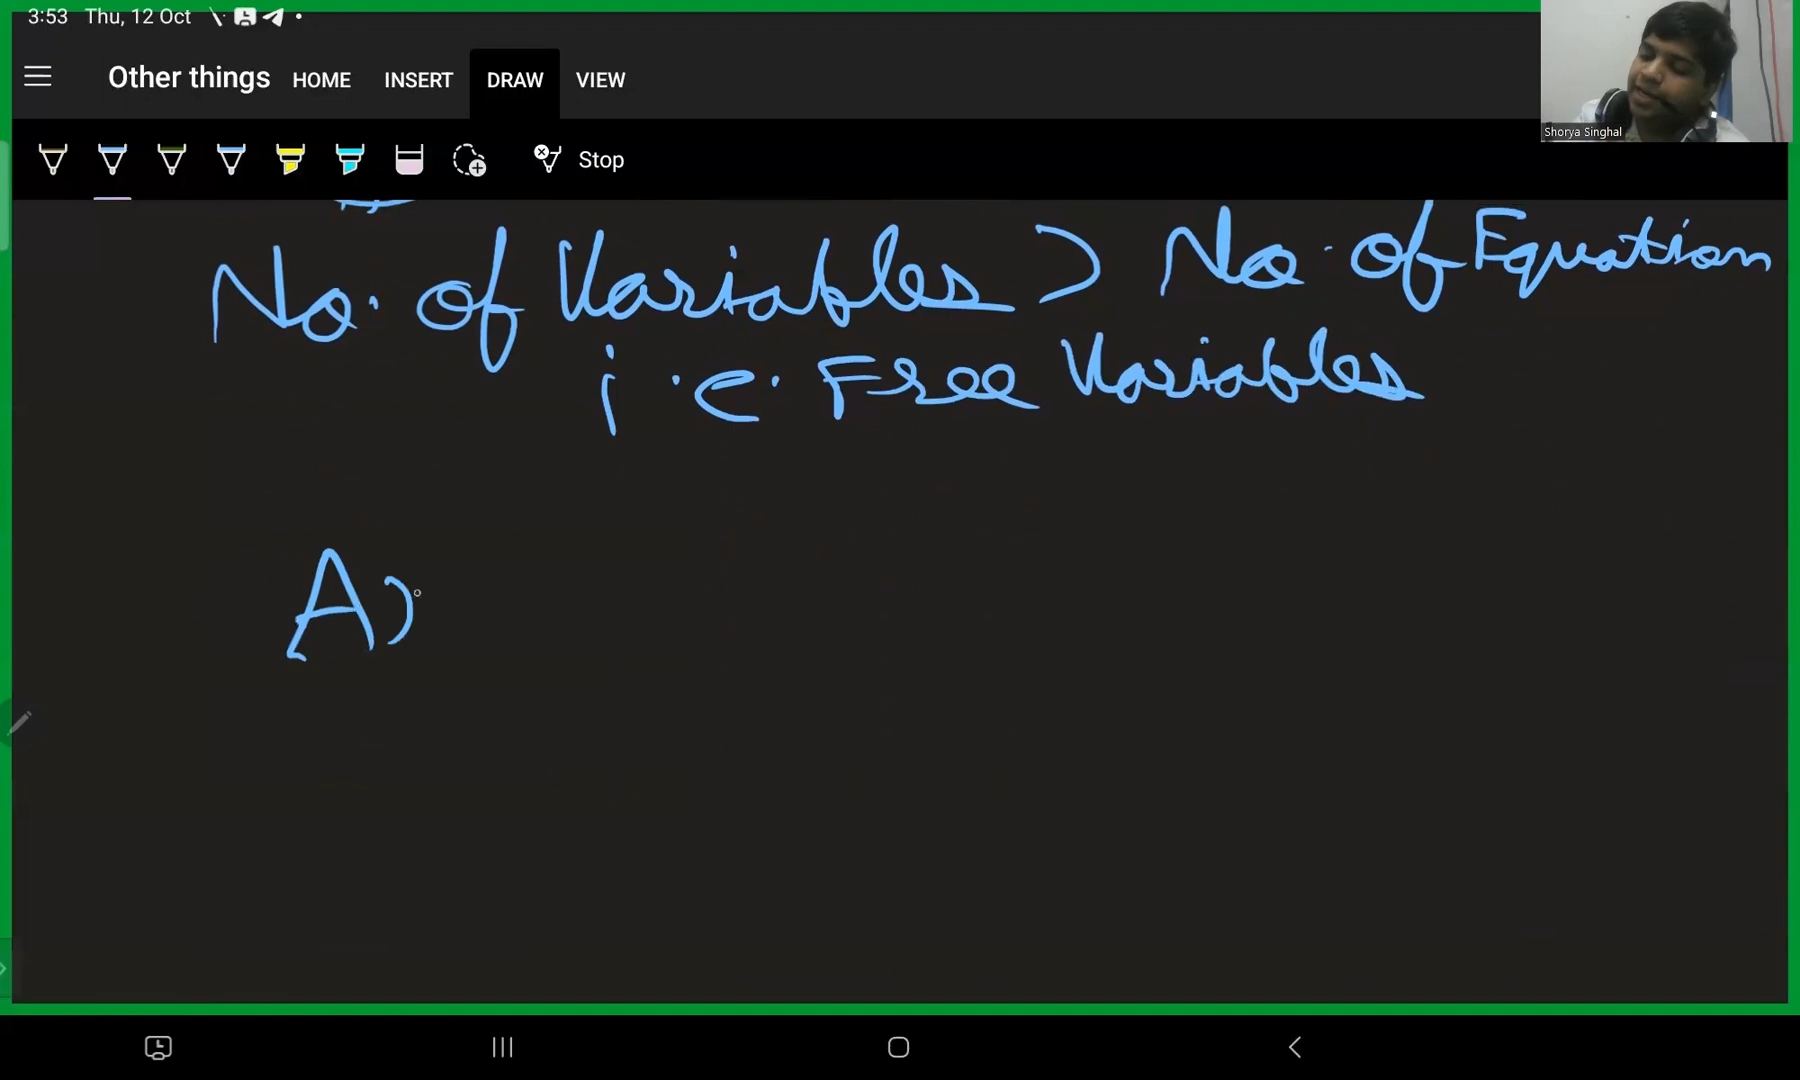 3:53 Thu, 12 Oct
Other things HOME INSERT DRAW VIEW
Shorya Singhal
Stop
No. of Variables > No. of Equation
i.e. Free Variables
A)